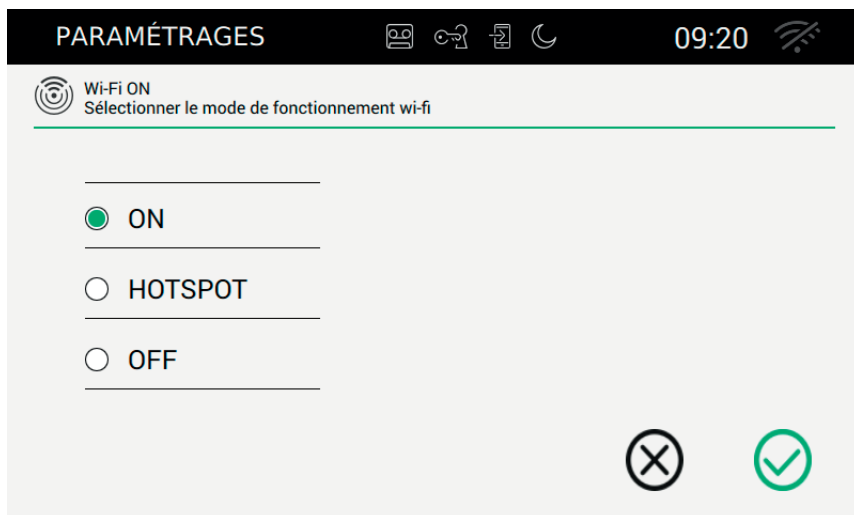 PARAMÉTRAGES 09:20
Wi-Fi ON
Sélectionner le mode de fonctionnement wi-fi
ON
HOTSPOT
OFF